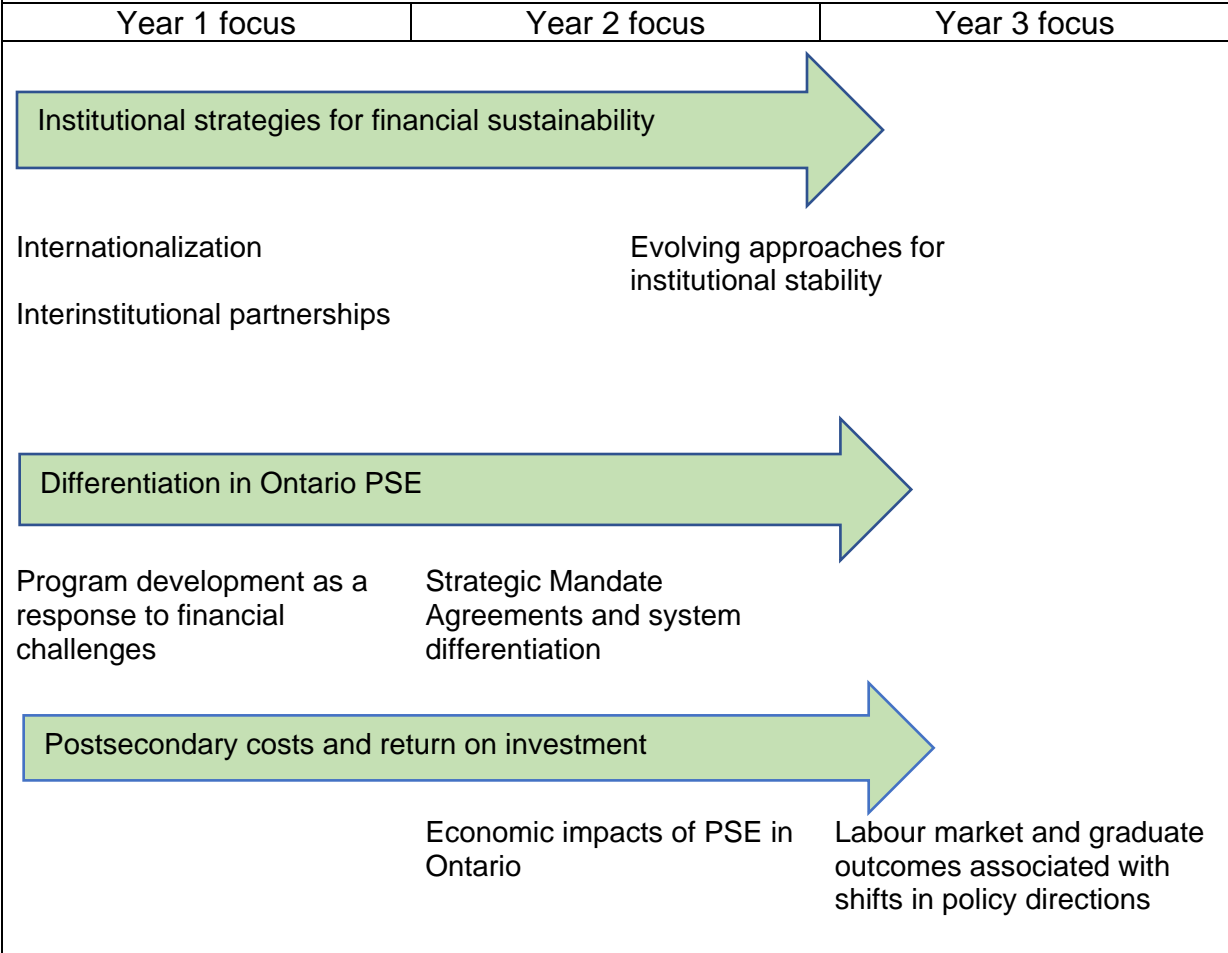 Year 1 focus
Year 2 focus
Year 3 focus
Institutional strategies for financial sustainability
Internationalization
Interinstitutional partnerships
Evolving approaches for
institutional stability
Differentiation in Ontario PSE
Program development as a
response to financial
challenges
Strategic Mandate
Agreements and system
differentiation
Postsecondary costs and return on investment
Economic impacts of PSE in
Ontario
Labour market and graduate
outcomes associated with
shifts in policy directions